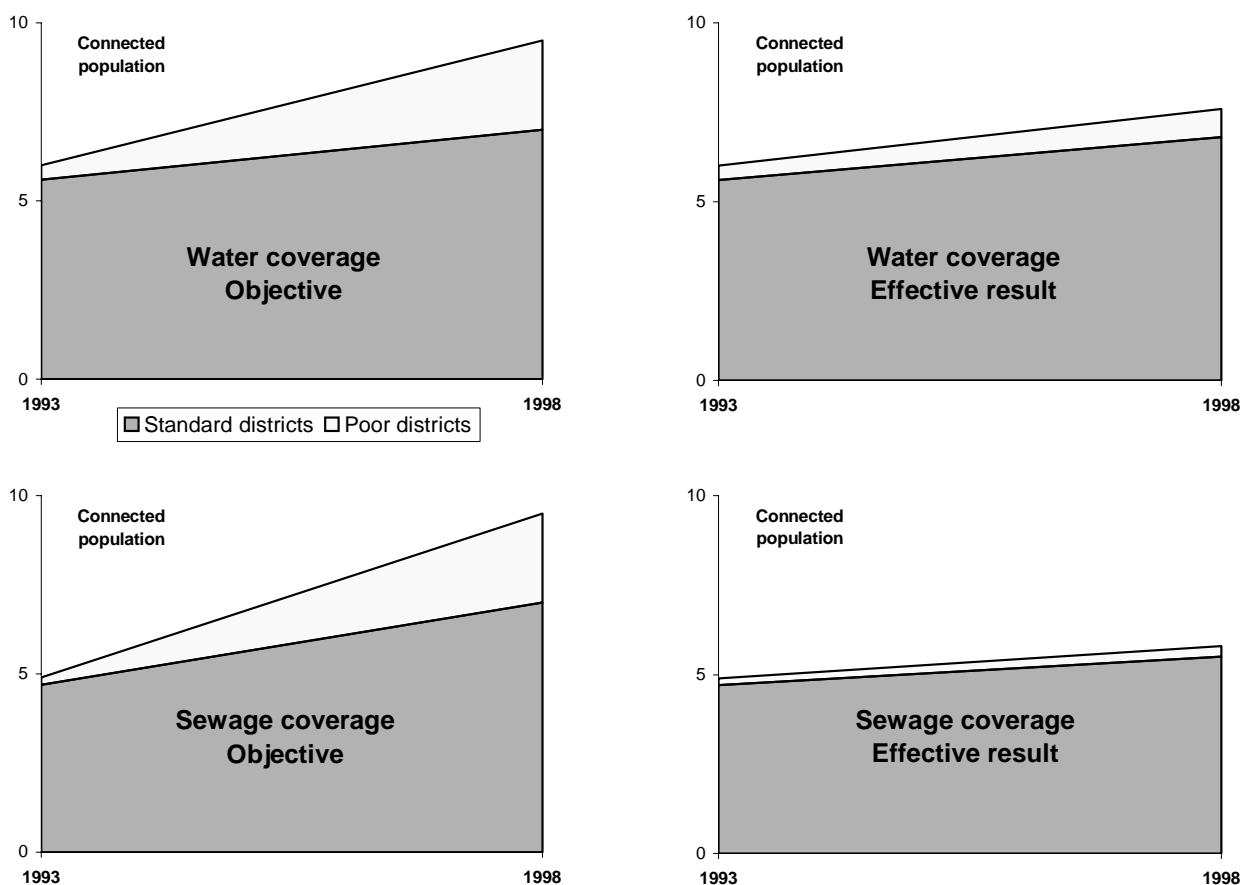 10
Connected
population
5
Water coverage
Objective
0
1993
1998
10
Connected
population
5
Water coverage
Effective result
0
1993
1998
Standard districts Poor districts
10
Connected
population
5
Sewage coverage
Objective
0
1993
1998
10
Connected
population
5
Sewage coverage
Effective result
0
1993
1998